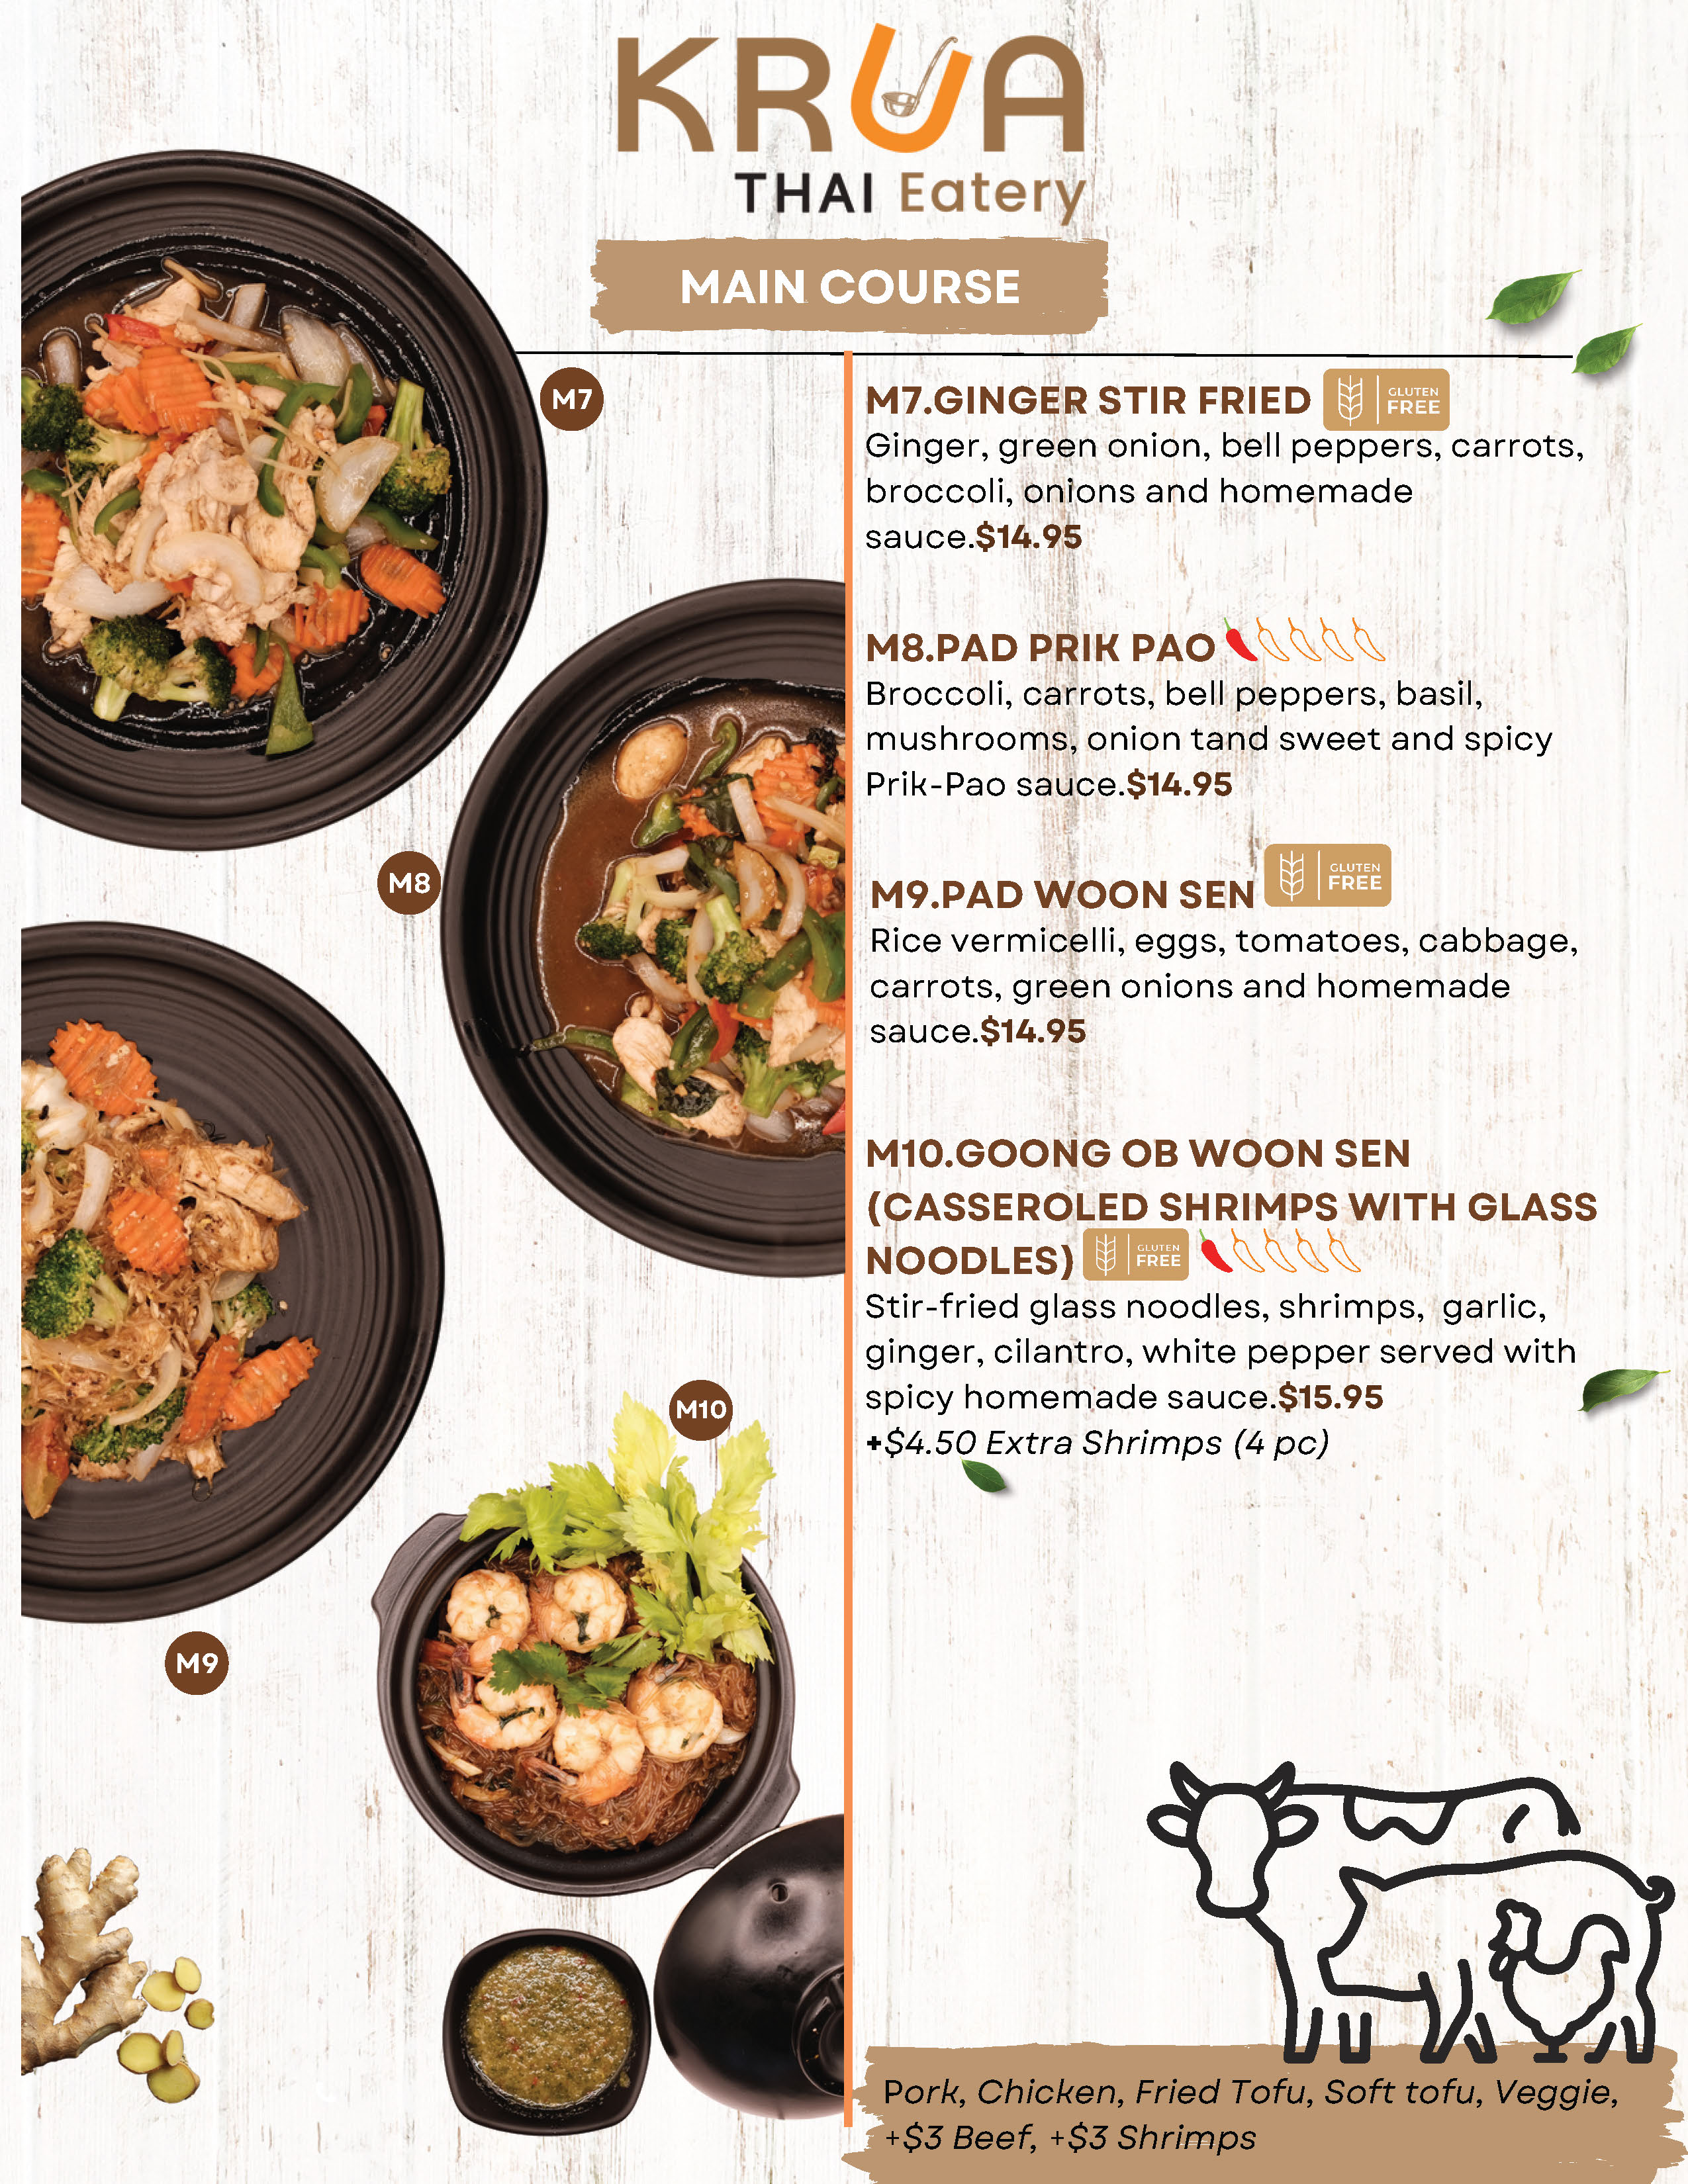 KRUA
THAI Eatery
MAIN COURSE
M7
M7.GINGER STIR FRIED GLUTEN FREE
Ginger, green onion, bell peppers, carrots,
broccoli, onions and homemade
sauce.$14.95
M8.PAD PRIK PAO
Broccoli, carrots, bell peppers, basil,
mushrooms, onion tand sweet and spicy
Prik-Pao sauce.$14.95
M8
M9.PAD WOON SEN GLUTEN FREE
Rice vermicelli, eggs, tomatoes, cabbage,
carrots, green onions and homemade
sauce.$14.95
M10.GOONG OB WOON SEN
(CASSEROLED SHRIMPS WITH GLASS
NOODLES) GLUTEN FREE
Stir-fried glass noodles, shrimps, garlic,
ginger, cilantro, white pepper served with
spicy homemade sauce.$15.95
+$4.50 Extra Shrimps (4 pc)
M10
M9
Pork, Chicken, Fried Tofu, Soft tofu, Veggie,
+$3 Beef, +$3 Shrimps